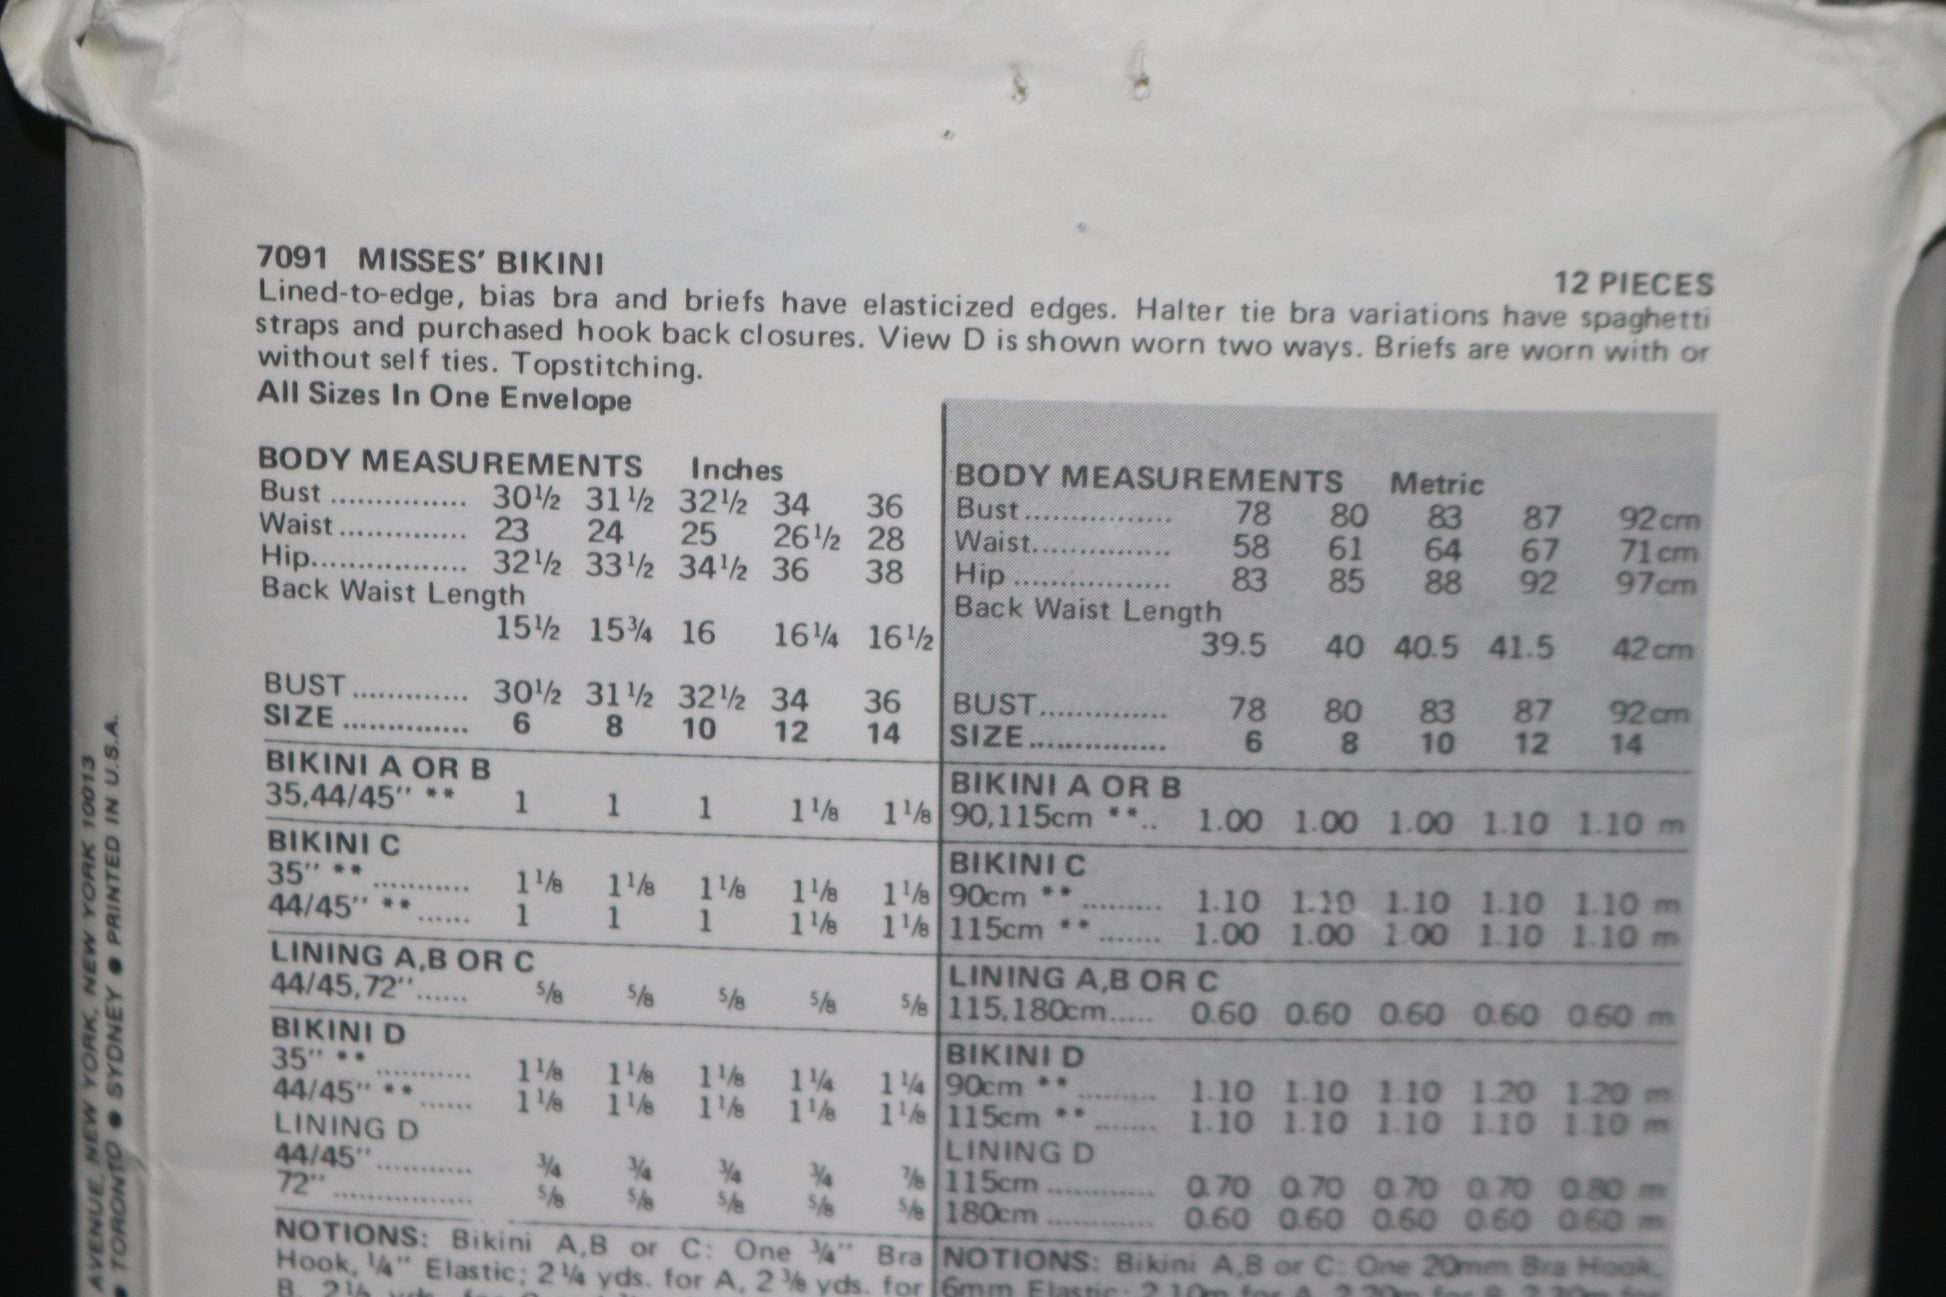 7091 MISSES' BIKINI
12 PIECES
Lined-to-edge, bias bra and briefs have elasticized edges. Halter tie bra variations have spaghetti
straps and purchased hook back closures. View D is shown worn two ways. Briefs are worn with or
without self ties. Topstitching.
All Sizes In One Envelope
BODY MEASUREMENTS Inches
Bust .............. 30½ 31½ 32½ 34 36
Waist .............. 23 24 25 26½ 28
Hip................. 32½ 33½ 34½ 36 38
Back Waist Length
15½ 15¾ 16 16¼ 16½
BUST ............. 30½ 31½ 32½ 34 36
SIZE .............. 6 8 10 12 14
BIKINI A OR B
35,44/45" ** 1 1 1 1⅛ 1⅛
BIKINI C
35" ** ........... 1⅛ 1⅛ 1⅛ 1⅛ 1⅛
44/45" ** ...... 1 1 1 1⅛ 1⅛
LINING A,B OR C
44/45,72" ...... ⅝ ⅝ ⅝ ⅝ ⅝
BIKINI D
35" ** ........... 1⅛ 1⅛ 1⅛ 1¼ 1¼
44/45" ** ...... 1⅛ 1⅛ 1⅛ 1⅛ 1⅛
LINING D
44/45" ........... ¾ ¾ ¾ ¾ ⅞
72" ................ ⅝ ⅝ ⅝ ⅝ ⅝
NOTIONS: Bikini A,B or C: One ¾" Bra
Hook, ¼" Elastic; 2¼ yds. for A, 2⅜ yds. for
B, 2½ yds. for
BODY MEASUREMENTS Metric
Bust................. 78 80 83 87 92cm
Waist................ 58 61 64 67 71cm
Hip .................. 83 85 88 92 97cm
Back Waist Length
39.5 40 40.5 41.5 42cm
BUST............... 78 80 83 87 92cm
SIZE................ 6 8 10 12 14
BIKINI A OR B
90,115cm **.. 1.00 1.00 1.00 1.10 1.10 m
BIKINI C
90cm ** ......... 1.10 1.10 1.10 1.10 1.10 m
115cm ** ....... 1.00 1.00 1.00 1.10 1.10 m
LINING A,B OR C
115,180cm..... 0.60 0.60 0.60 0.60 0.60 m
BIKINI D
90cm ** ......... 1.10 1.10 1.10 1.20 1.20 m
115cm ** ....... 1.10 1.10 1.10 1.10 1.10 m
LINING D
115cm ............ 0.70 0.70 0.70 0.70 0.80 m
180cm ............ 0.60 0.60 0.60 0.60 0.60 m
NOTIONS: Bikini A,B or C: One 20mm Bra Hook,
6mm Elastic; 2.10m for A, 2.20m for B, 2.30m for
AVENUE, NEW YORK, NEW YORK 10013
● TORONTO ● SYDNEY ● PRINTED IN U.S.A.